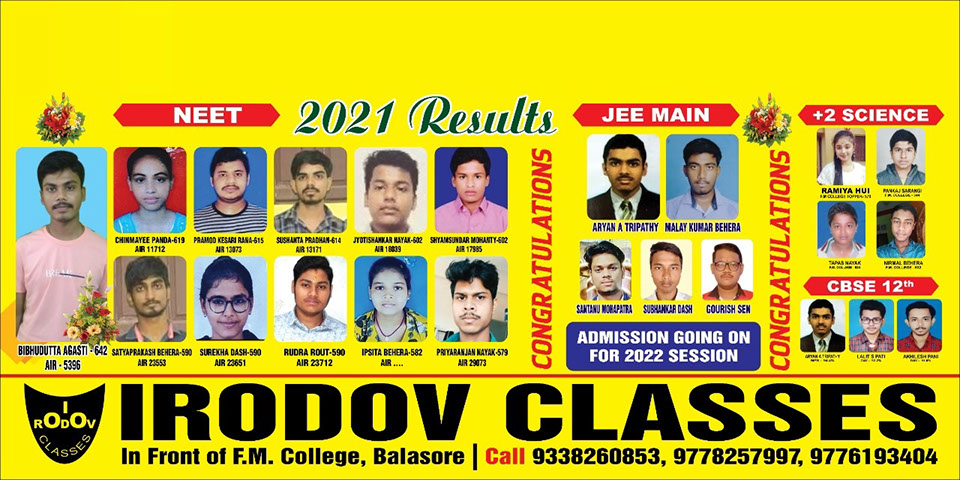 NEET
2021 Results
JEE MAIN
+2 SCIENCE
CHINMAYEE PANDA-619
AIR 11712
PRAMOD KESARI RANA-615
AIR 13073
SUSHANTA PRADHAN-614
AIR 13171
JYOTISHANKAR NAYAK-602
AIR 18039
SHYAMSUNDAR MOHANTY-602
AIR 17985
BIBHUDUTTA AGASTI - 642
AIR - 5396
SATYAPRAKASH BEHERA-590
AIR 23553
SUREKHA DASH-590
AIR 23651
RUDRA ROUT-590
AIR 23712
IPSITA BEHERA-582
AIR ....
PRIYARANJAN NAYAK-579
AIR 29073
CONGRATULATIONS
ARYAN A TRIPATHY
MALAY KUMAR BEHERA
SANTANU MOHAPATRA
SUBHANKAR DASH
GOURISH SEN
ADMISSION GOING ON
FOR 2022 SESSION
CONGRATULATIONS
RAMIYA HUI
PANKAJ SARANGI
TAPAS NAYAK
NIRMAL BEHERA
CBSE 12th
LALIT S PATI
AKHILESH PANI
I
RODOV
CLASSES
IRODOV CLASSES
In Front of F.M. College, Balasore | Call 9338260853, 9778257997, 9776193404